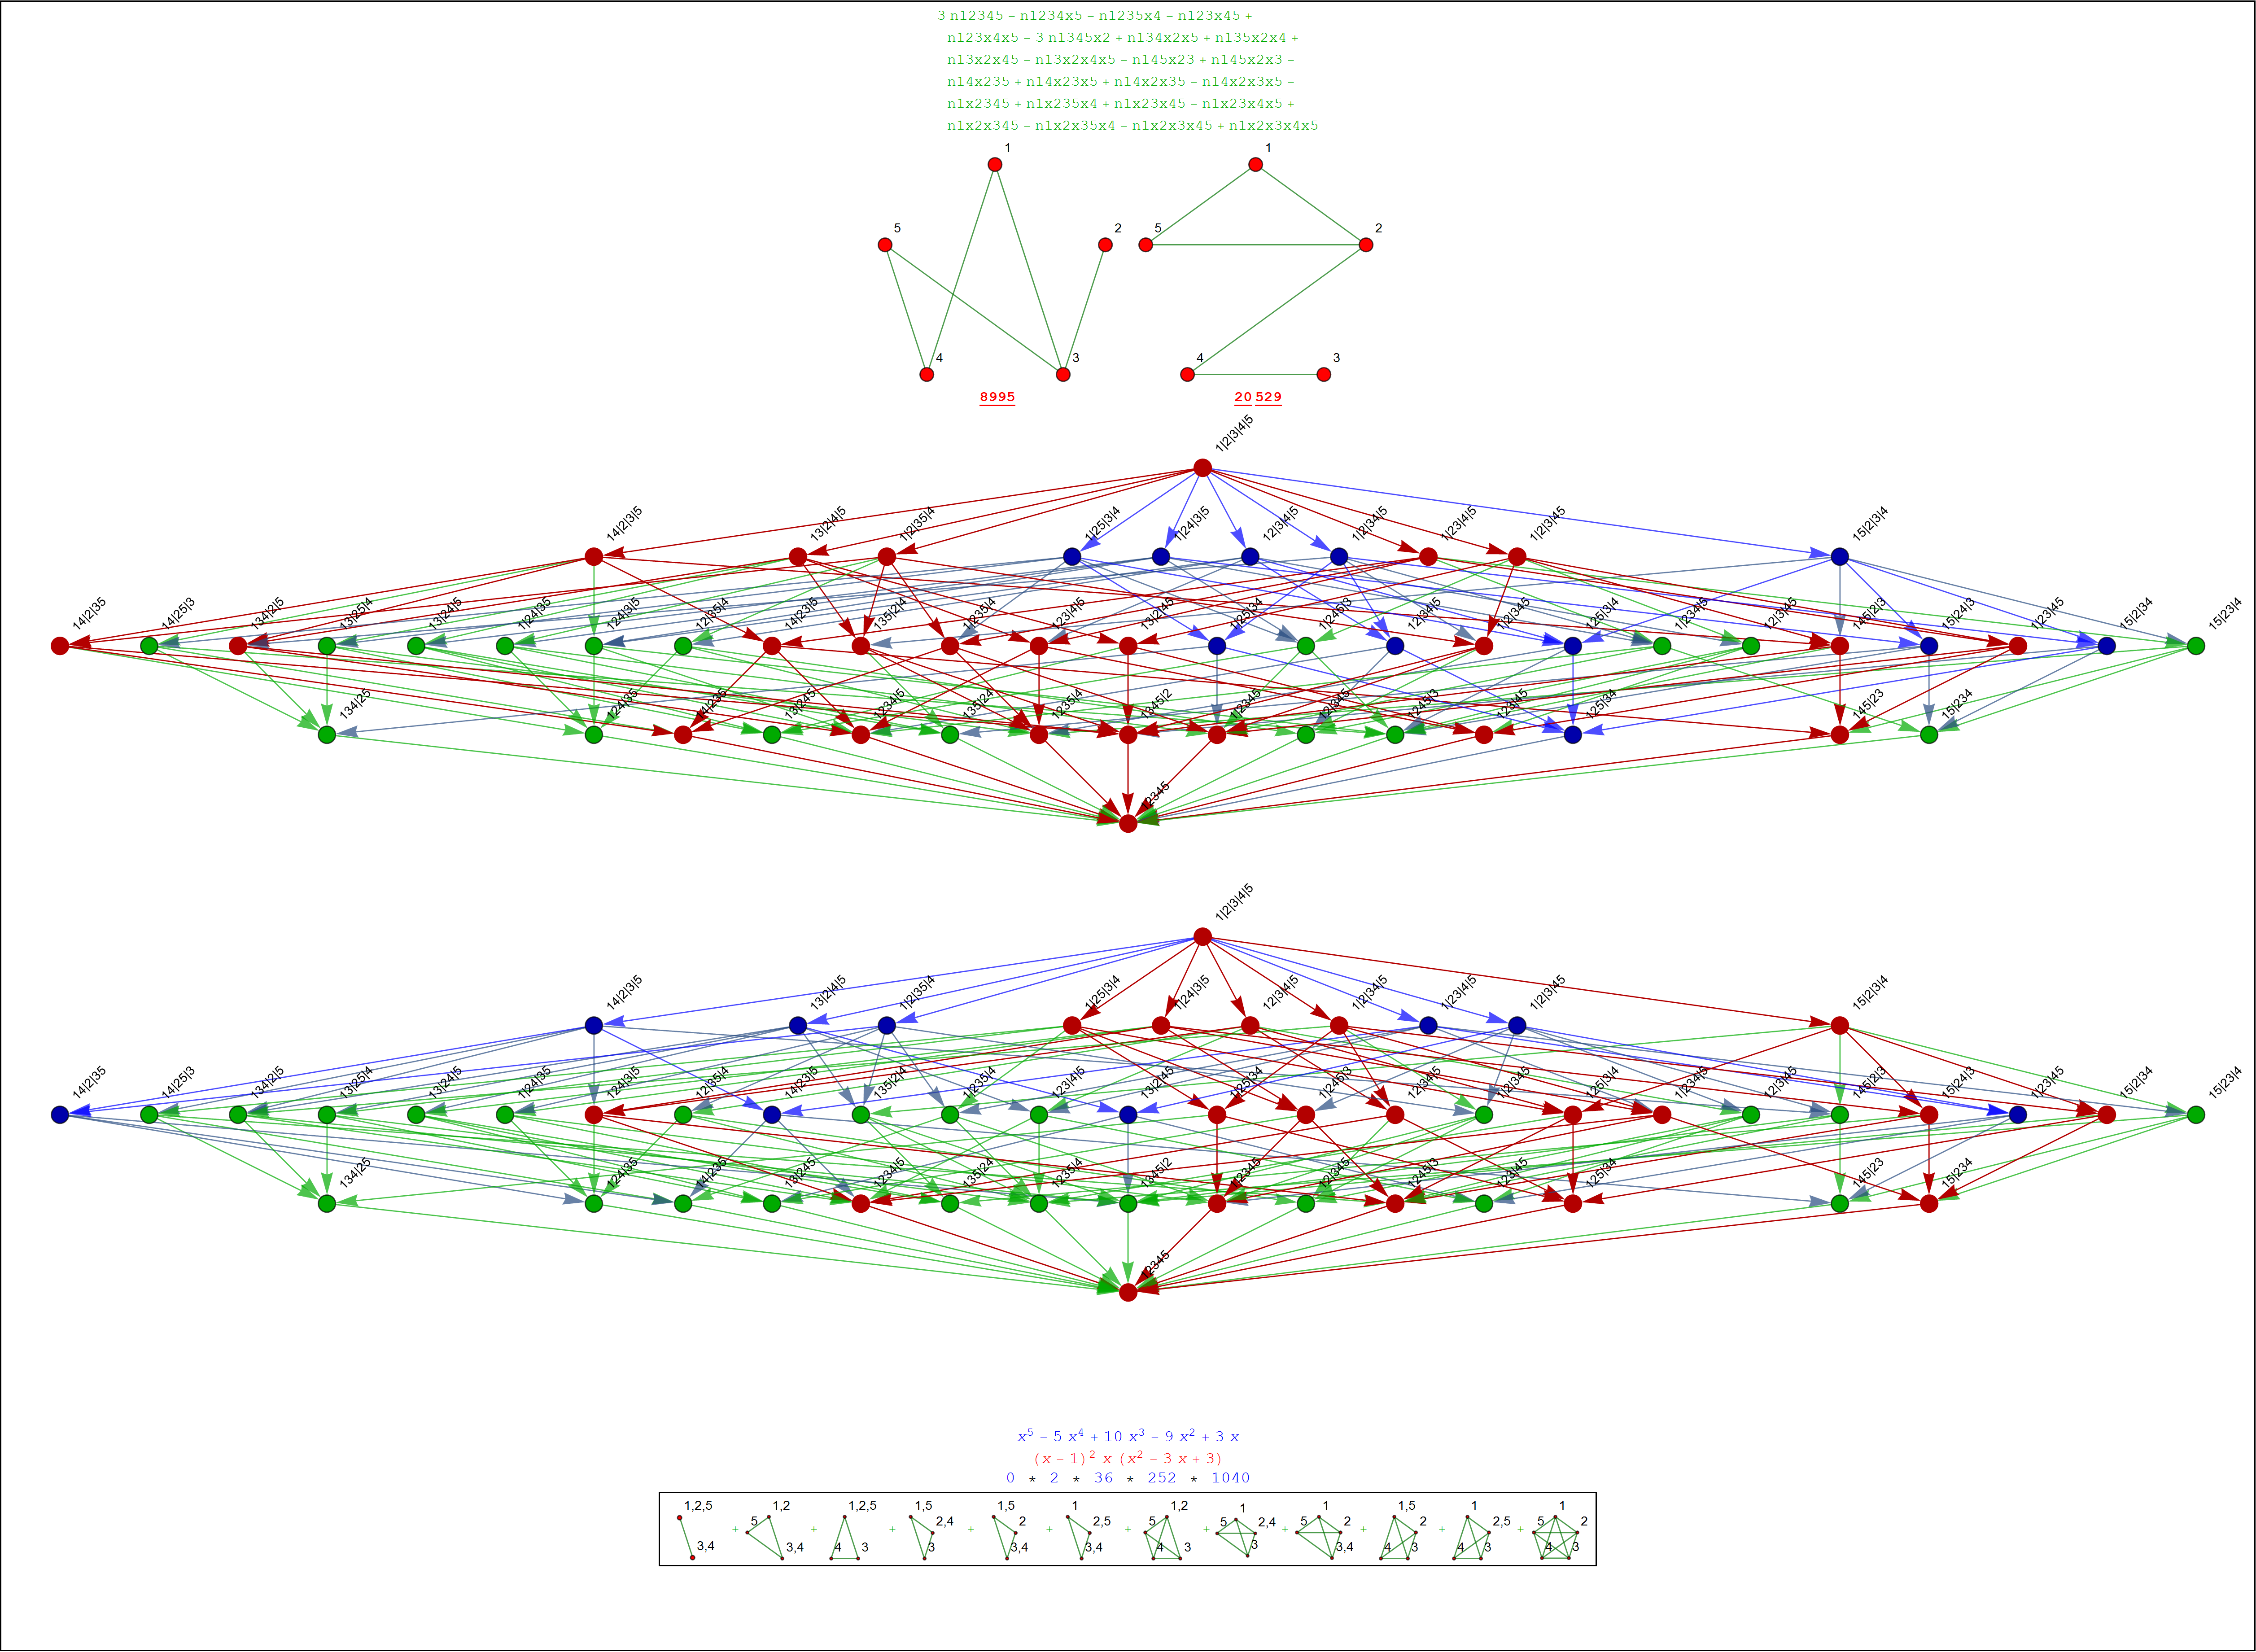 3 n12345 – n1234x5 – n1235x4 – n123x45 +
n123x4x5 – 3 n1345x2 + n134x2x5 + n135x2x4 +
n13x2x45 – n13x2x4x5 – n145x23 + n145x2x3 –
n14x235 + n14x23x5 + n14x2x35 – n14x2x3x5 –
n1x2345 + n1x235x4 + n1x23x45 – n1x23x4x5 +
n1x2x345 – n1x2x35x4 – n1x2x3x45 + n1x2x3x4x5
1 1
5 2 5 2
4 3 4 3
8995 20 529
1|2|3|4|5
14|2|3|5 13|2|4|5 1|2|35|4 1|25|3|4 1|24|3|5 12|3|4|5 1|2|34|5 1|23|4|5 1|2|3|45 15|2|3|4
14|2|35 14|25|3 134|2|5 13|25|4 13|24|5 1|24|35 124|3|5 12|35|4 14|23|5 135|2|4 1|235|4 123|4|5 13|2|45 1|25|34 1|245|3 12|34|5 1|2|345 125|3|4 1|234|5 12|3|45 145|2|3 15|24|3 1|23|45 15|2|34 15|23|4
134|25 124|35 14|235 13|245 1234|5 135|24 1235|4 1345|2 1|2345 12|345 1245|3 123|45 125|34 145|23 15|234
12345
1|2|3|4|5
14|2|3|5 13|2|4|5 1|2|35|4 1|25|3|4 1|24|3|5 12|3|4|5 1|2|34|5 1|23|4|5 1|2|3|45 15|2|3|4
14|2|35 14|25|3 134|2|5 13|25|4 13|24|5 1|24|35 124|3|5 12|35|4 14|23|5 135|2|4 1|235|4 123|4|5 13|2|45 1|25|34 1|245|3 12|34|5 1|2|345 125|3|4 1|234|5 12|3|45 145|2|3 15|24|3 1|23|45 15|2|34 15|23|4
134|25 124|35 14|235 13|245 1234|5 135|24 1235|4 1345|2 1|2345 12|345 1245|3 123|45 125|34 145|23 15|234
12345
x⁵ – 5 x⁴ + 10 x³ – 9 x² + 3 x
(x – 1)² x (x² – 3 x + 3)
0 * 2 * 36 * 252 * 1040
1,2,5 1,2 1,2,5 1,5 1,5 1 1,2 1 1 1,5 1 1
+ 5 + + 2,4 + 2 + 2,5 + 5 + 5 2,4 + 5 2 + 2 + 2,5 + 5 2
3,4 3,4 4 3 3 3,4 3,4 4 3 3 3,4 4 3 4 3 4 3